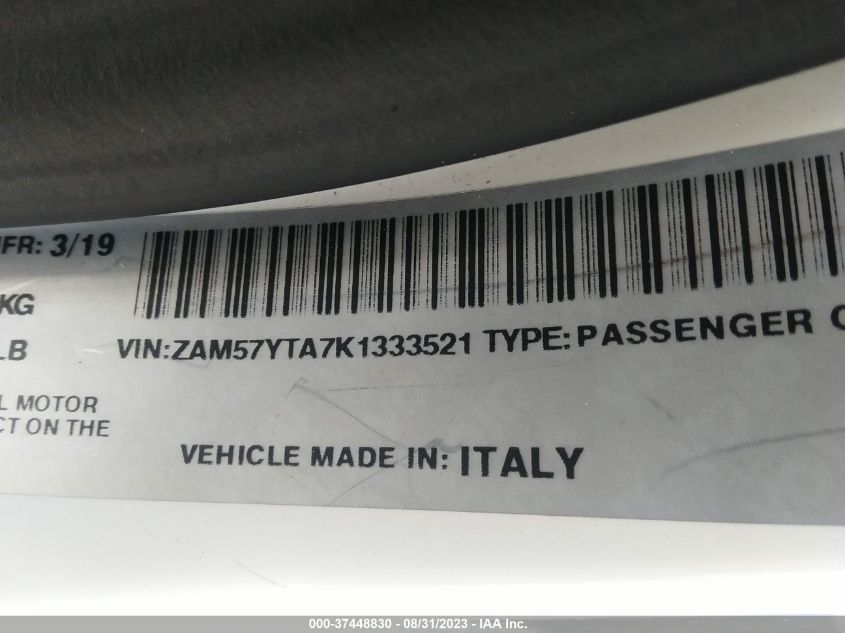 MFR: 3/19
KG
LB
VIN:ZAM57YTA7K1333521 TYPE:PASSENGER
L MOTOR
CT ON THE
VEHICLE MADE IN: ITALY
000-37448830 - 08/31/2023 - IAA Inc.